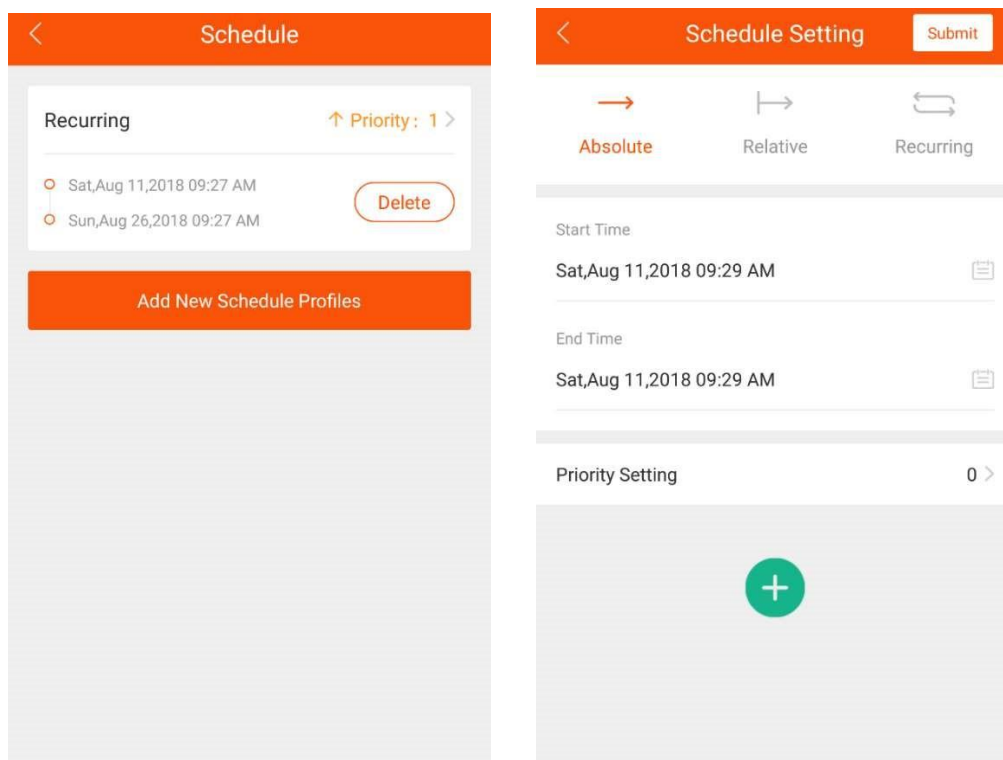 Schedule
Recurring
Priority: 1
Sat,Aug 11,2018 09:27 AM
Sun,Aug 26,2018 09:27 AM
Delete
Add New Schedule Profiles
Schedule Setting
Submit
Absolute
Relative
Recurring
Start Time
Sat,Aug 11,2018 09:29 AM
End Time
Sat,Aug 11,2018 09:29 AM
Priority Setting
0